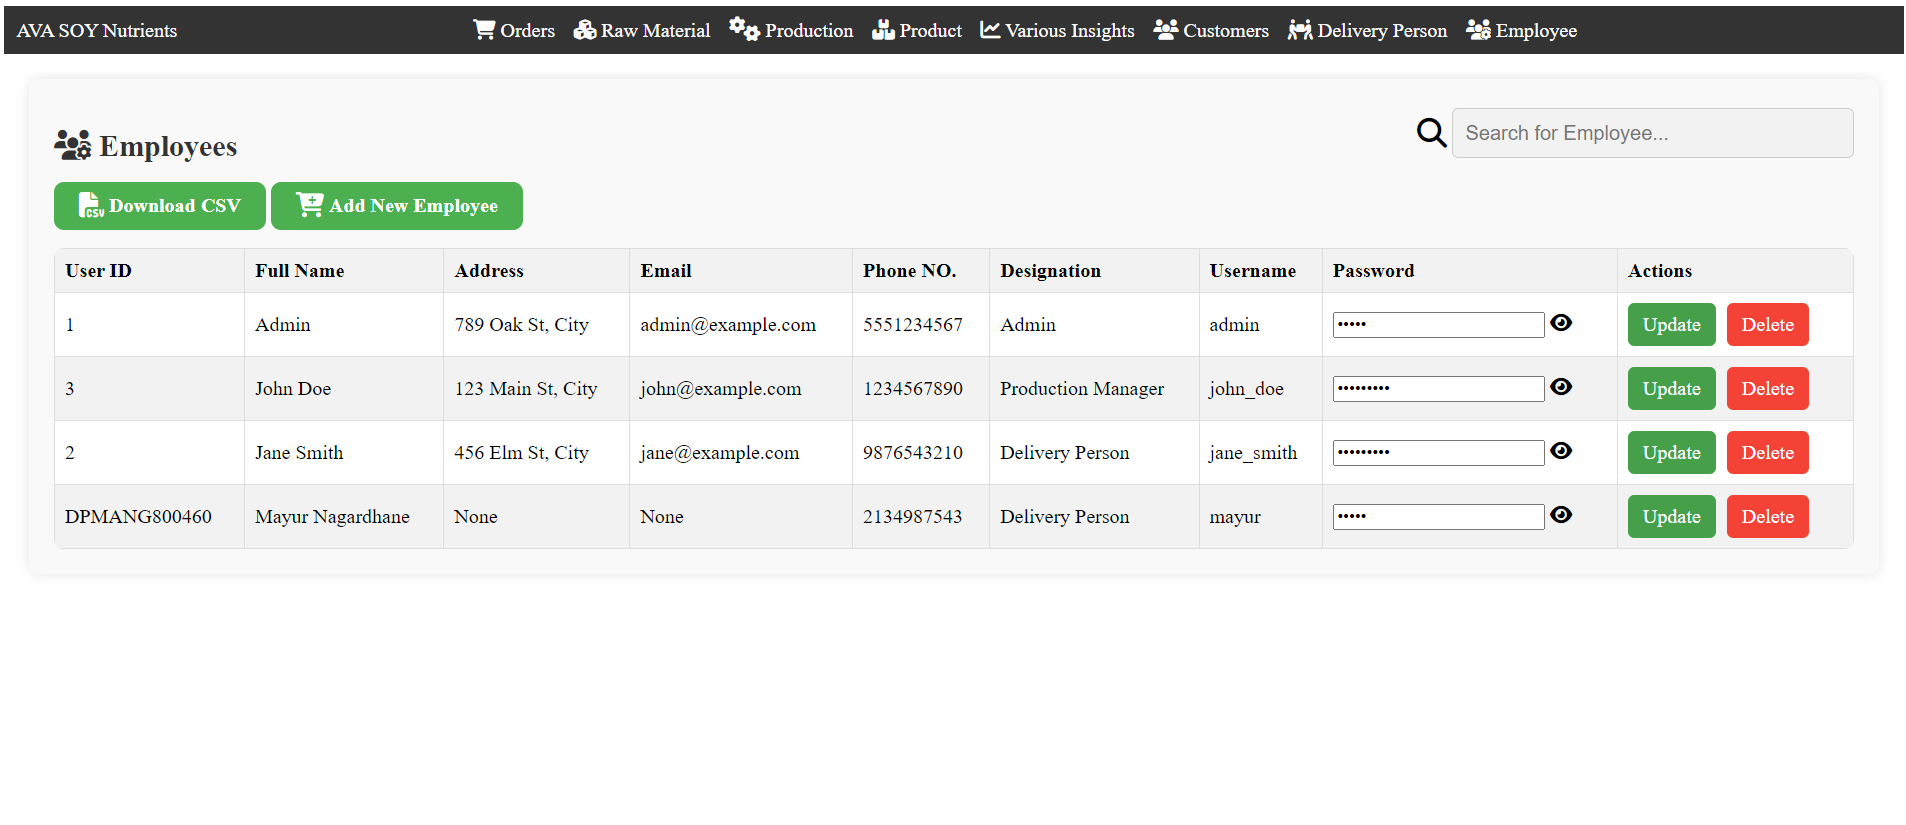 AVA SOY Nutrients Orders Raw Material Production Product Various Insights Customers Delivery Person Employee
Search for Employee...
Employees
CSV Download CSV Add New Employee
User ID Full Name Address Email Phone NO. Designation Username Password Actions
1 Admin 789 Oak St, City admin@example.com 5551234567 Admin admin ••••• Update Delete
3 John Doe 123 Main St, City john@example.com 1234567890 Production Manager john_doe ••••••••• Update Delete
2 Jane Smith 456 Elm St, City jane@example.com 9876543210 Delivery Person jane_smith ••••••••• Update Delete
DPMANG800460 Mayur Nagardhane None None 2134987543 Delivery Person mayur ••••• Update Delete